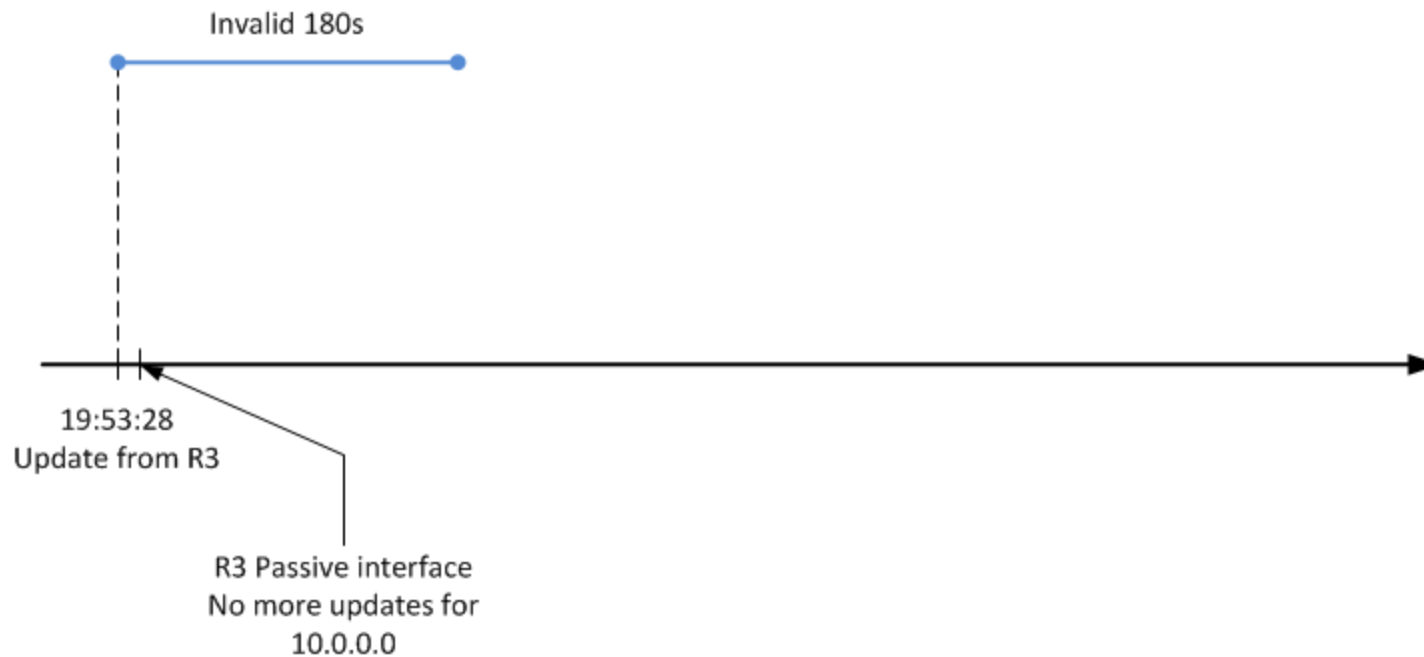 Invalid 180s
19:53:28
Update from R3
R3 Passive interface
No more updates for
10.0.0.0